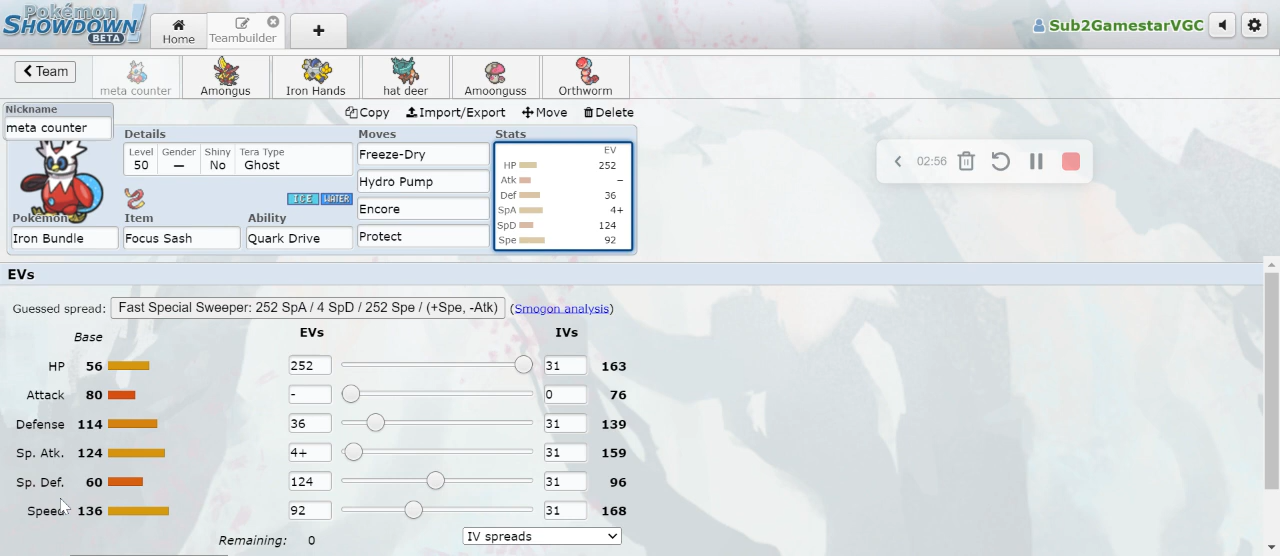 Pokémon
SHOWDOWN!
BETA
Home
Teambuilder
+
Sub2GamestarVGC
Team
meta counter
Amongus
Iron Hands
hat deer
Amoonguss
Orthworm
Nickname
meta counter
Copy Import/Export Move Delete
Details
Level Gender Shiny Tera Type
50 — No Ghost
ICE WATER
Pokémon Item Ability
Iron Bundle Focus Sash Quark Drive
Moves
Freeze-Dry
Hydro Pump
Encore
Protect
Stats
EV
HP 252
Atk –
Def 36
SpA 4+
SpD 124
Spe 92
02:56
EVs
Guessed spread: Fast Special Sweeper: 252 SpA / 4 SpD / 252 Spe / (+Spe, -Atk) (Smogon analysis)
Base EVs IVs
HP 56 252 31 163
Attack 80 - 0 76
Defense 114 36 31 139
Sp. Atk. 124 4+ 31 159
Sp. Def. 60 124 31 96
Speed 136 92 31 168
Remaining: 0 IV spreads